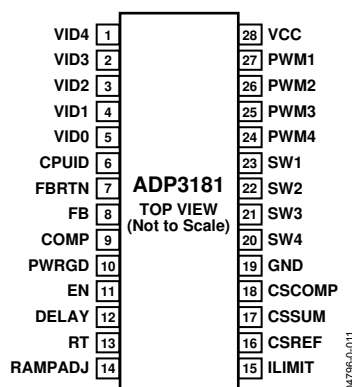 VID4 1
VID3 2
VID2 3
VID1 4
VID0 5
CPUID 6
FBRTN 7
FB 8
COMP 9
PWRGD 10
EN 11
DELAY 12
RT 13
RAMPADJ 14
ADP3181
TOP VIEW
(Not to Scale)
28 VCC
27 PWM1
26 PWM2
25 PWM3
24 PWM4
23 SW1
22 SW2
21 SW3
20 SW4
19 GND
18 CSCOMP
17 CSSUM
16 CSREF
15 ILIMIT
04796-0-011